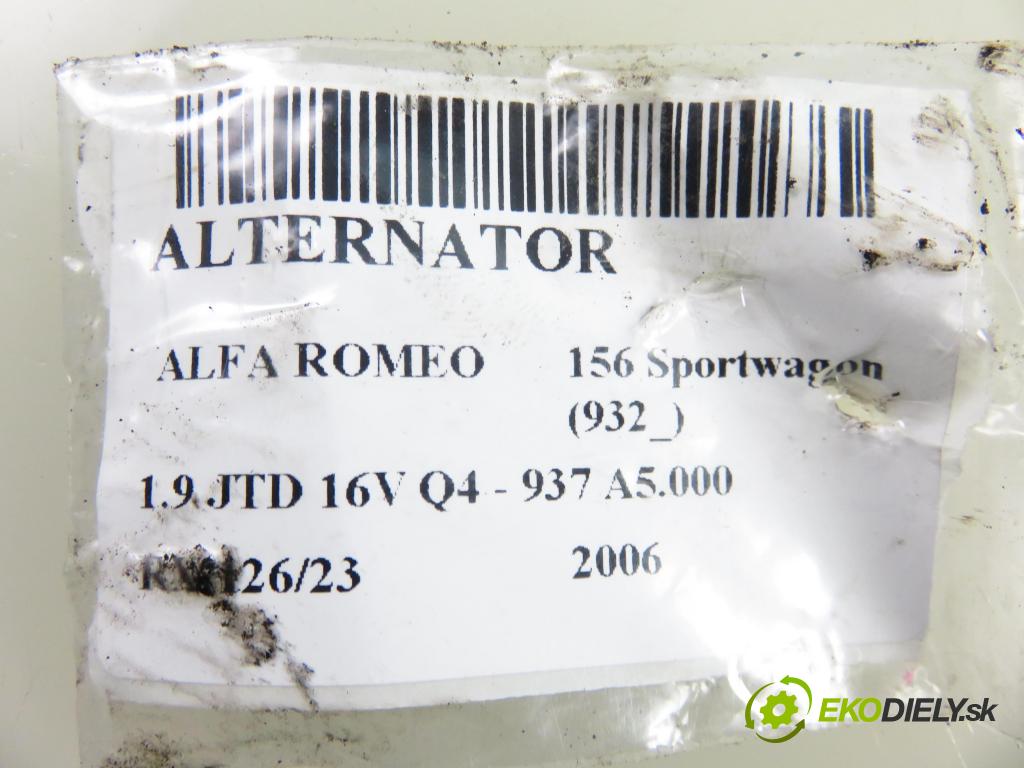 ALTERNATOR
ALFA ROMEO 156 Sportwagon
(932_)
1.9 JTD 16V Q4 - 937 A5.000
26/23 2006
EKODIELY.sk